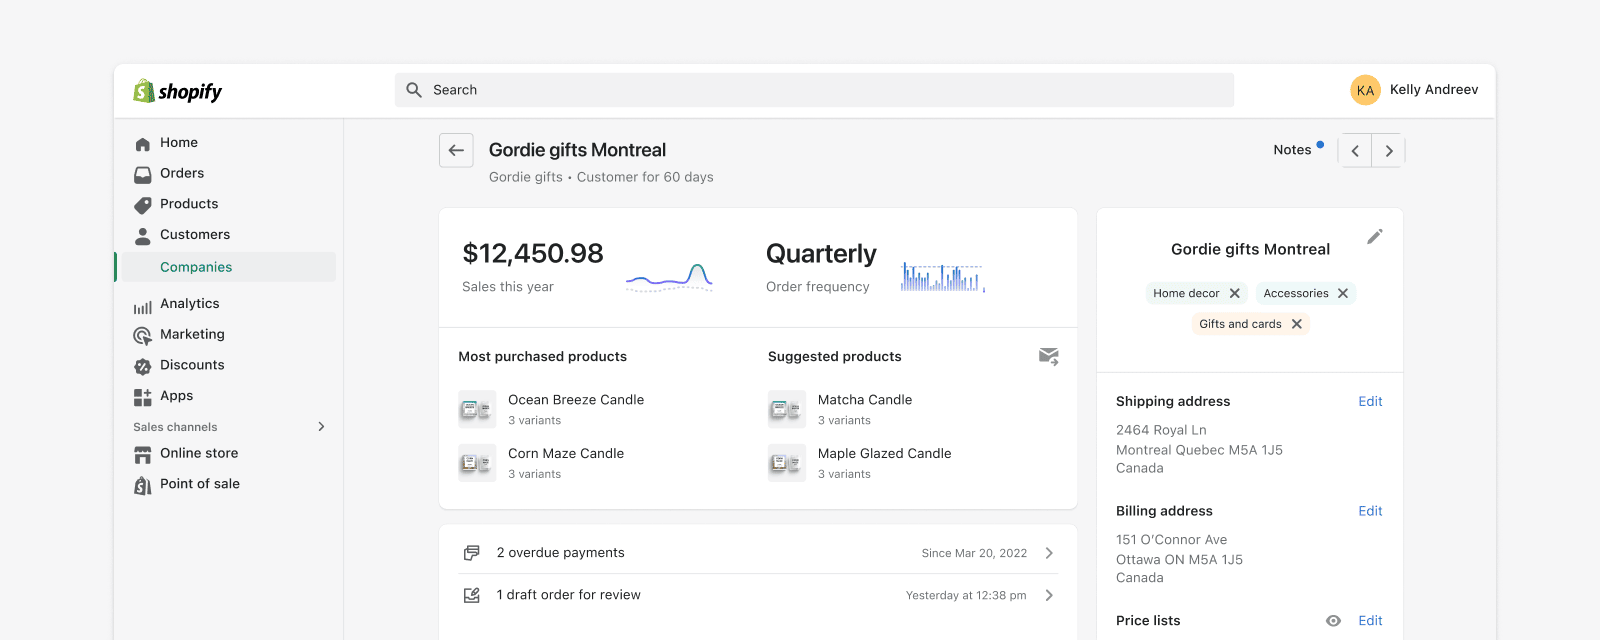 shopify
Search
KA
Kelly Andreev
Home
Orders
Products
Customers
Companies
Analytics
Marketing
Discounts
Apps
Sales channels
Online store
Point of sale
Gordie gifts Montreal
Gordie gifts • Customer for 60 days
Notes
$12,450.98
Sales this year
Quarterly
Order frequency
Most purchased products
Ocean Breeze Candle
3 variants
Corn Maze Candle
3 variants
Suggested products
Matcha Candle
3 variants
Maple Glazed Candle
3 variants
2 overdue payments
Since Mar 20, 2022
1 draft order for review
Yesterday at 12:38 pm
Gordie gifts Montreal
Home decor
Accessories
Gifts and cards
Shipping address
Edit
2464 Royal Ln
Montreal Quebec M5A 1J5
Canada
Billing address
Edit
151 O’Connor Ave
Ottawa ON M5A 1J5
Canada
Price lists
Edit